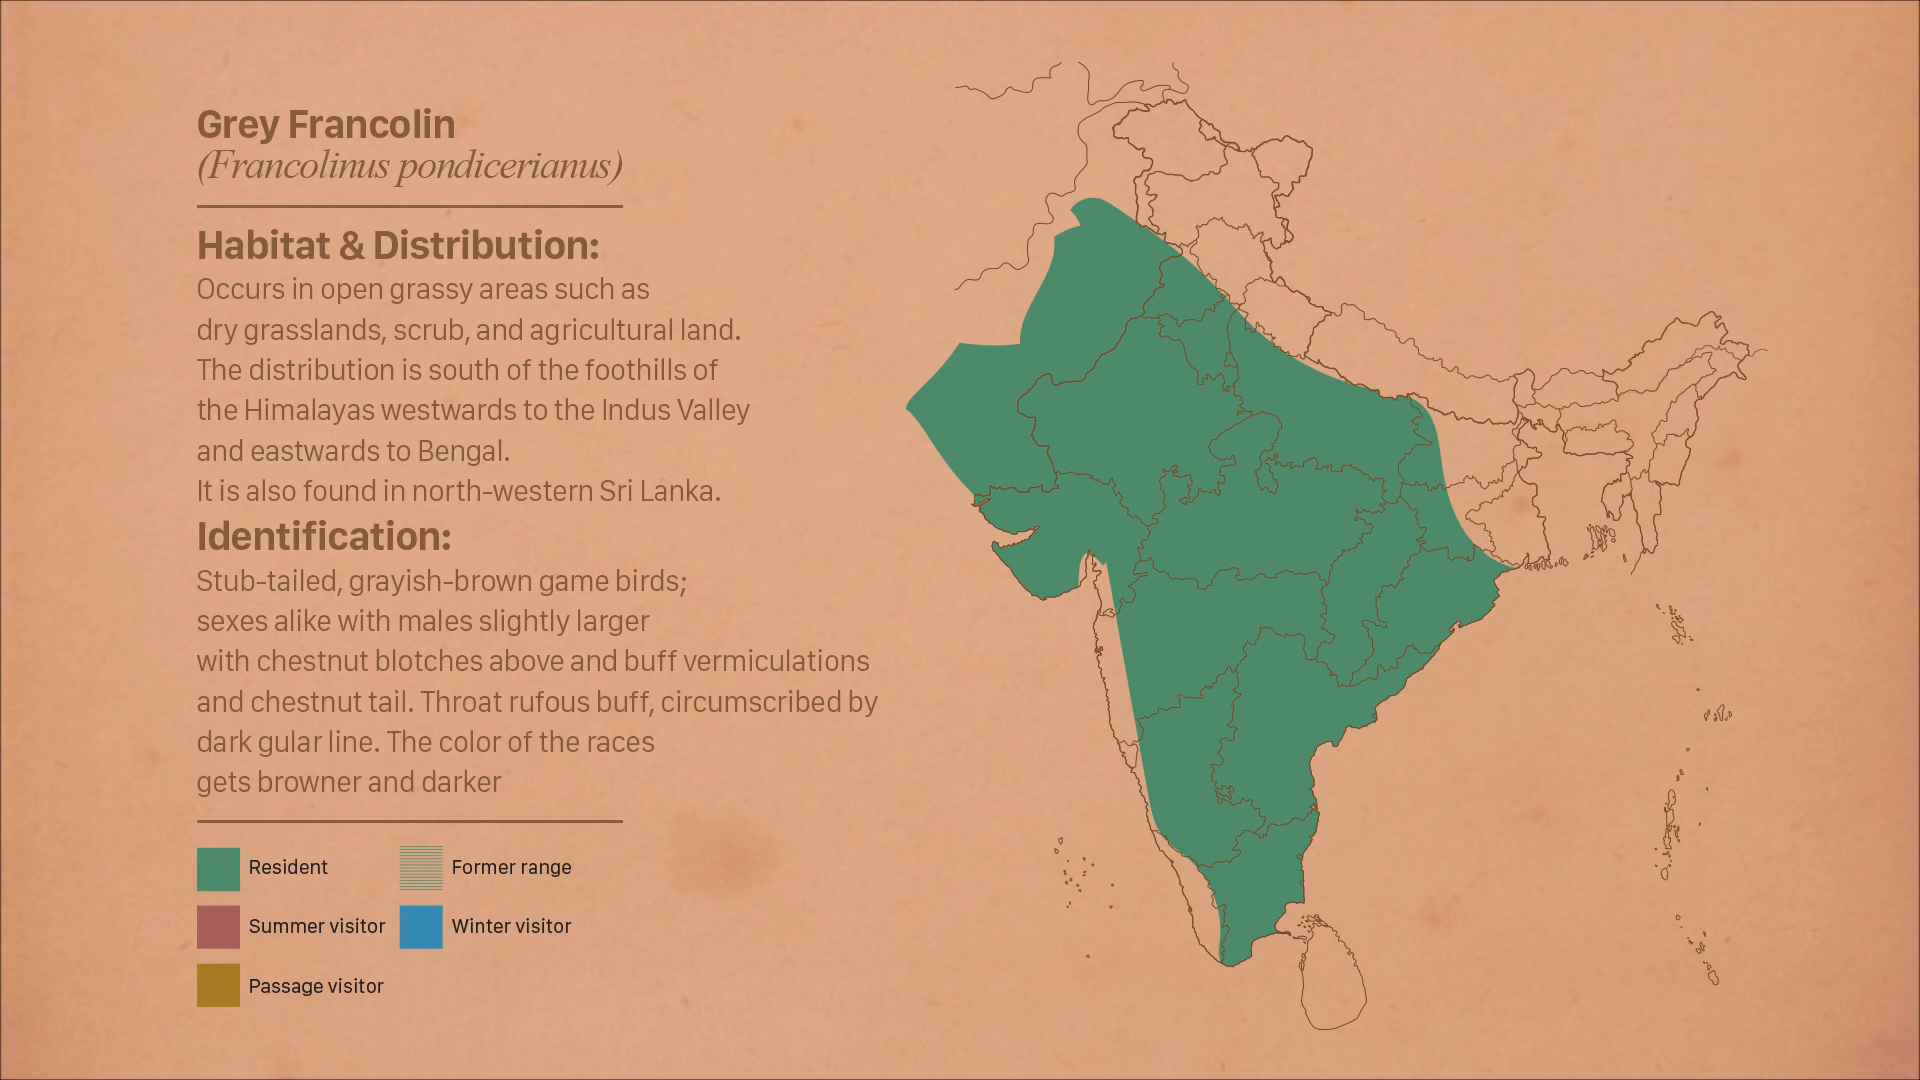 Grey Francolin
(Francolinus pondicerianus)
Habitat & Distribution:
Occurs in open grassy areas such as
dry grasslands, scrub, and agricultural land.
The distribution is south of the foothills of
the Himalayas westwards to the Indus Valley
and eastwards to Bengal.
It is also found in north-western Sri Lanka.
Identification:
Stub-tailed, grayish-brown game birds;
sexes alike with males slightly larger
with chestnut blotches above and buff vermiculations
and chestnut tail. Throat rufous buff, circumscribed by
dark gular line. The color of the races
gets browner and darker
Resident
Former range
Summer visitor
Winter visitor
Passage visitor